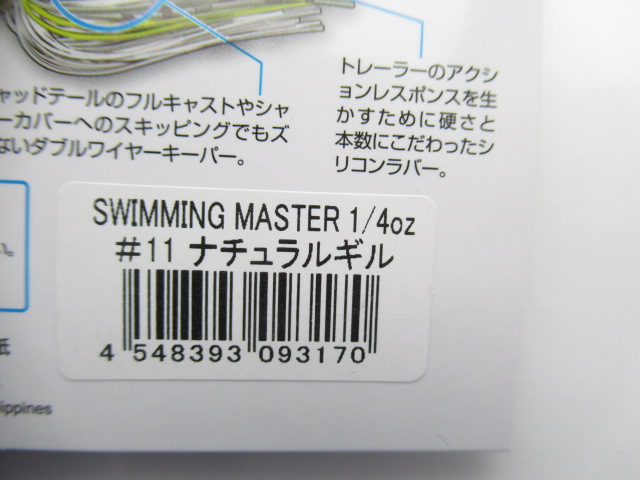 トレーラーのアクシ
ョンレスポンスを生
かすために硬さと
本数にこだわったシ
リコンラバー。
ャッドテールのフルキャストやシャ
ーカバーへのスキッピングでもズ
ないダブルワイヤーキーパー。
い。
SWIMMING MASTER 1/4oz
#11 ナチュラルギル
4 548393 093170
紙
ippines